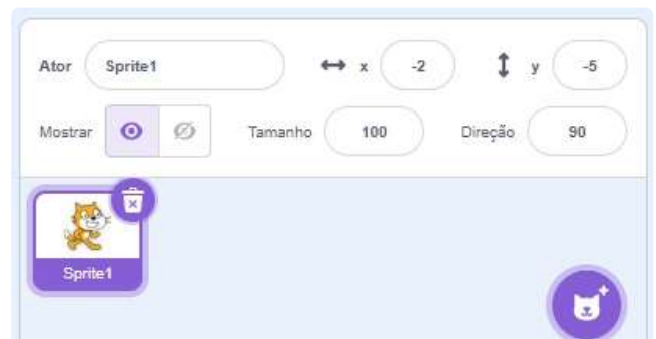 Ator Sprite1 x -2 y -5
Mostrar Tamanho 100 Direção 90
Sprite1